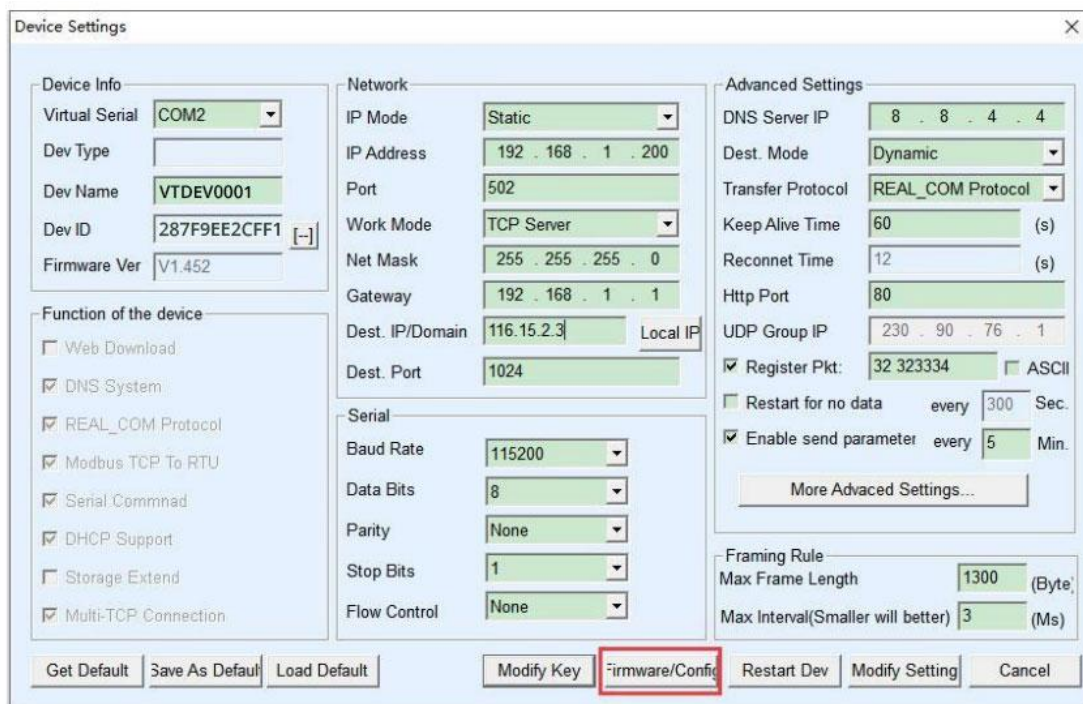 Device Settings
Device Info
Virtual Serial COM2
Dev Type
Dev Name VTDEV0001
Dev ID 287F9EE2CFF1 [--]
Firmware Ver V1.452
Function of the device
Web Download
DNS System
REAL_COM Protocol
Modbus TCP To RTU
Serial Commnad
DHCP Support
Storage Extend
Multi-TCP Connection
Network
IP Mode Static
IP Address 192 . 168 . 1 . 200
Port 502
Work Mode TCP Server
Net Mask 255 . 255 . 255 . 0
Gateway 192 . 168 . 1 . 1
Dest. IP/Domain 116.15.2.3 Local IP
Dest. Port 1024
Serial
Baud Rate 115200
Data Bits 8
Parity None
Stop Bits 1
Flow Control None
Advanced Settings
DNS Server IP 8 . 8 . 4 . 4
Dest. Mode Dynamic
Transfer Protocol REAL_COM Protocol
Keep Alive Time 60 (s)
Reconnet Time 12 (s)
Http Port 80
UDP Group IP 230 . 90 . 76 . 1
Register Pkt: 32 323334 ASCII
Restart for no data every 300 Sec.
Enable send parameter every 5 Min.
More Advaced Settings...
Framing Rule
Max Frame Length 1300 (Byte)
Max Interval(Smaller will better) 3 (Ms)
Get Default Save As Defaul Load Default Modify Key Firmware/Config Restart Dev Modify Setting Cancel